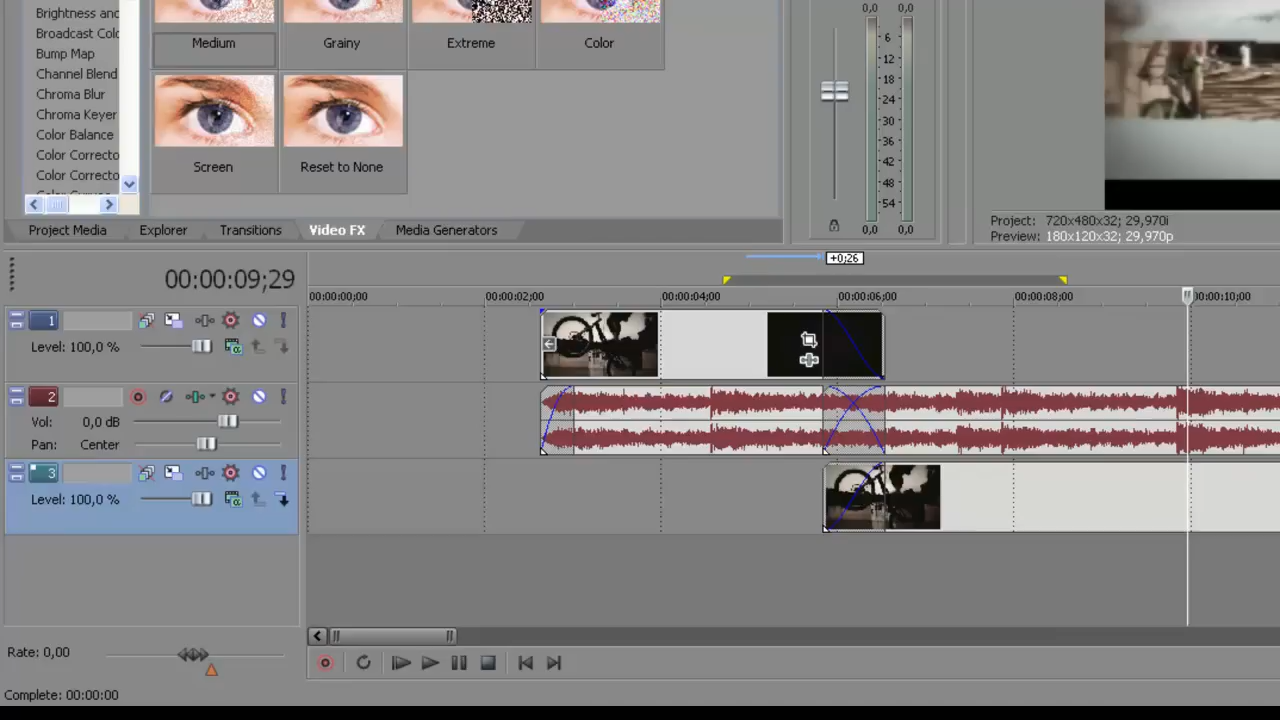 Brightness and
Broadcast Colo
Bump Map
Channel Blend
Chroma Blur
Chroma Keyer
Color Balance
Color Correcto
Color Correcto
Medium
Grainy
Extreme
Color
Screen
Reset to None
0,0 0,0
6
12
18
24
30
36
42
48
54
0,0 0,0
Project: 720x480x32; 29,970i
Preview: 180x120x32; 29,970p
Project Media Explorer Transitions Video FX Media Generators
+0;26
00:00:09;29
00:00:00;00 00:00:02;00 00:00:04;00 00:00:06;00 00:00:08;00 00:00:10;00
1
Level: 100,0 %
2
Vol: 0,0 dB
Pan: Center
3
Level: 100,0 %
Rate: 0,00
Complete: 00:00:00